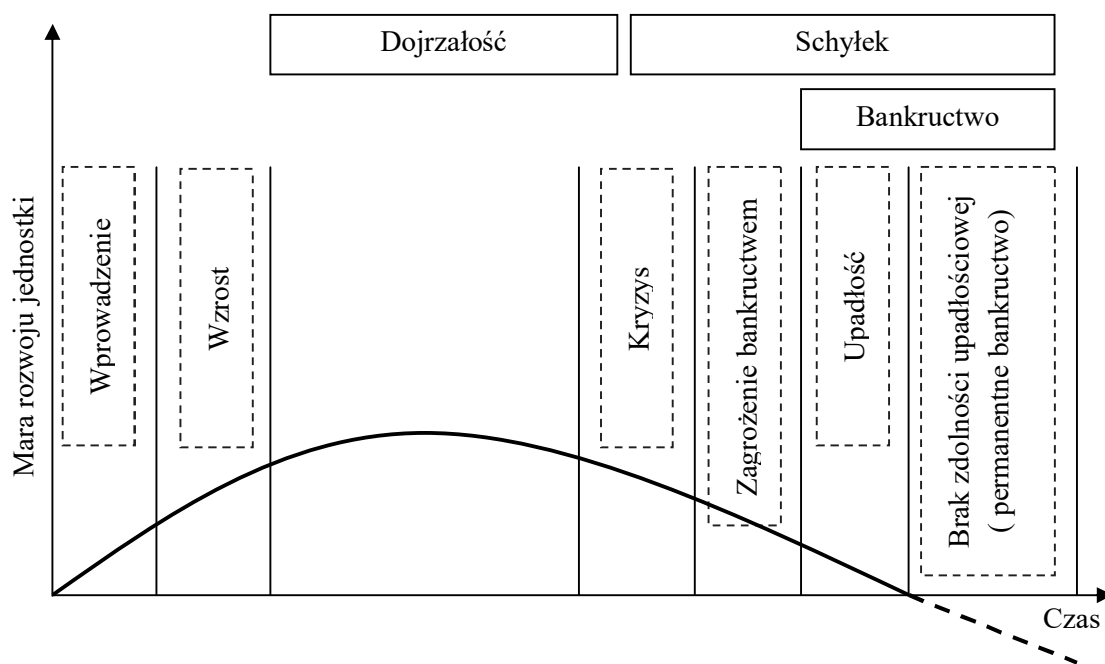 Dojrzałość
Schyłek
Bankructwo
Mara rozwoju jednostki
Wprowadzenie
Wzrost
Kryzys
Zagrożenie bankructwem
Upadłość
Brak zdolności upadłościowej
( permanentne bankructwo)
Czas